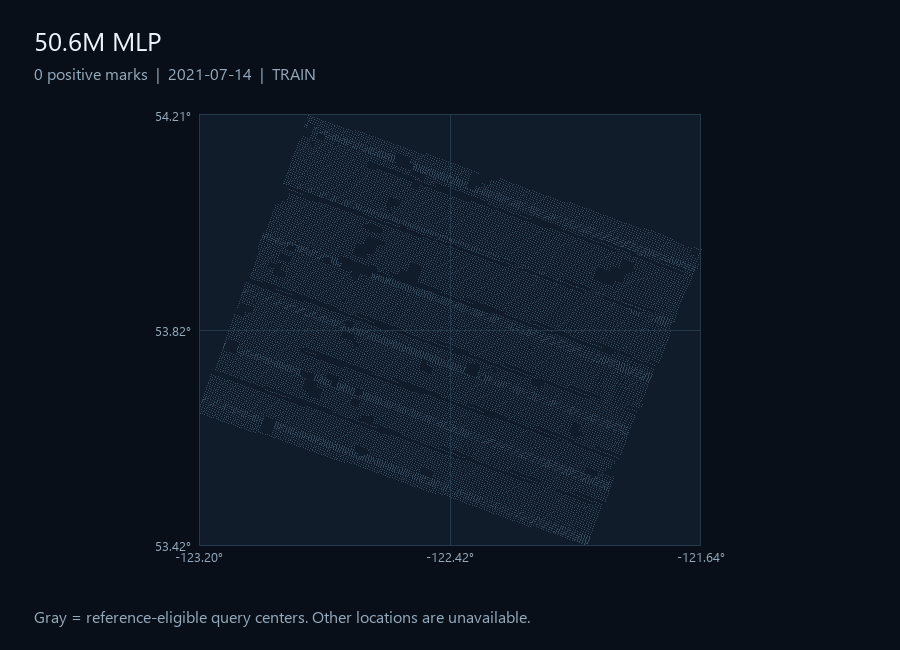 50.6M MLP
0 positive marks | 2021-07-14 | TRAIN
54.21°
53.82°
53.42°
-123.20°
-122.42°
-121.64°
Gray = reference-eligible query centers. Other locations are unavailable.